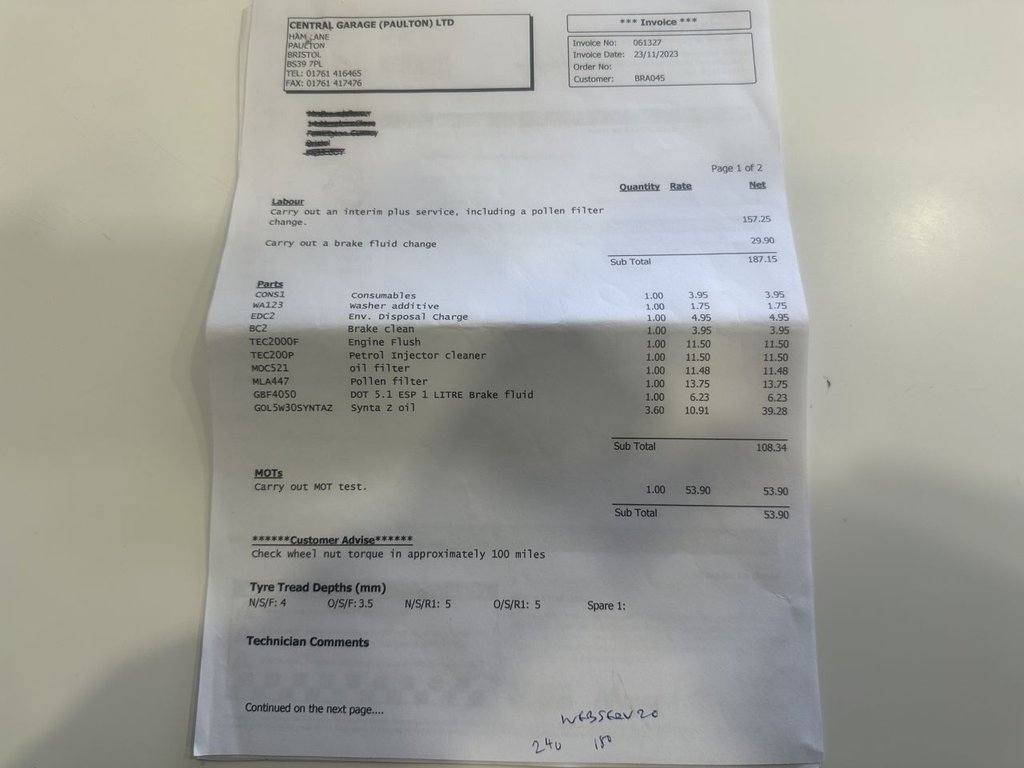 CENTRAL GARAGE (PAULTON) LTD
HAM LANE
PAULTON
BRISTOL
BS39 7PL
TEL: 01761 416465
FAX: 01761 417476
*** Invoice ***
Invoice No: 061327
Invoice Date: 23/11/2023
Order No:
Customer: BRA045
Bristol
Page 1 of 2
Quantity Rate Net
Labour
Carry out an interim plus service, including a pollen filter
change. 157.25
Carry out a brake fluid change 29.90
Sub Total 187.15
Parts
CONS1 Consumables 1.00 3.95 3.95
WA123 washer additive 1.00 1.75 1.75
EDC2 Env. Disposal Charge 1.00 4.95 4.95
BC2 Brake clean 1.00 3.95 3.95
TEC2000F Engine Flush 1.00 11.50 11.50
TEC200P Petrol Injector cleaner 1.00 11.50 11.50
MOC521 oil filter 1.00 11.48 11.48
MLA447 Pollen filter 1.00 13.75 13.75
GBF4050 DOT 5.1 ESP 1 LITRE Brake fluid 1.00 6.23 6.23
GOL5W30SYNTAZ Synta Z oil 3.60 10.91 39.28
Sub Total 108.34
MOTs
Carry out MOT test. 1.00 53.90 53.90
Sub Total 53.90
******Customer Advise******
Check wheel nut torque in approximately 100 miles
Tyre Tread Depths (mm)
N/S/F: 4 O/S/F: 3.5 N/S/R1: 5 O/S/R1: 5 Spare 1:
Technician Comments
Continued on the next page....
WEBSERV20
240 180